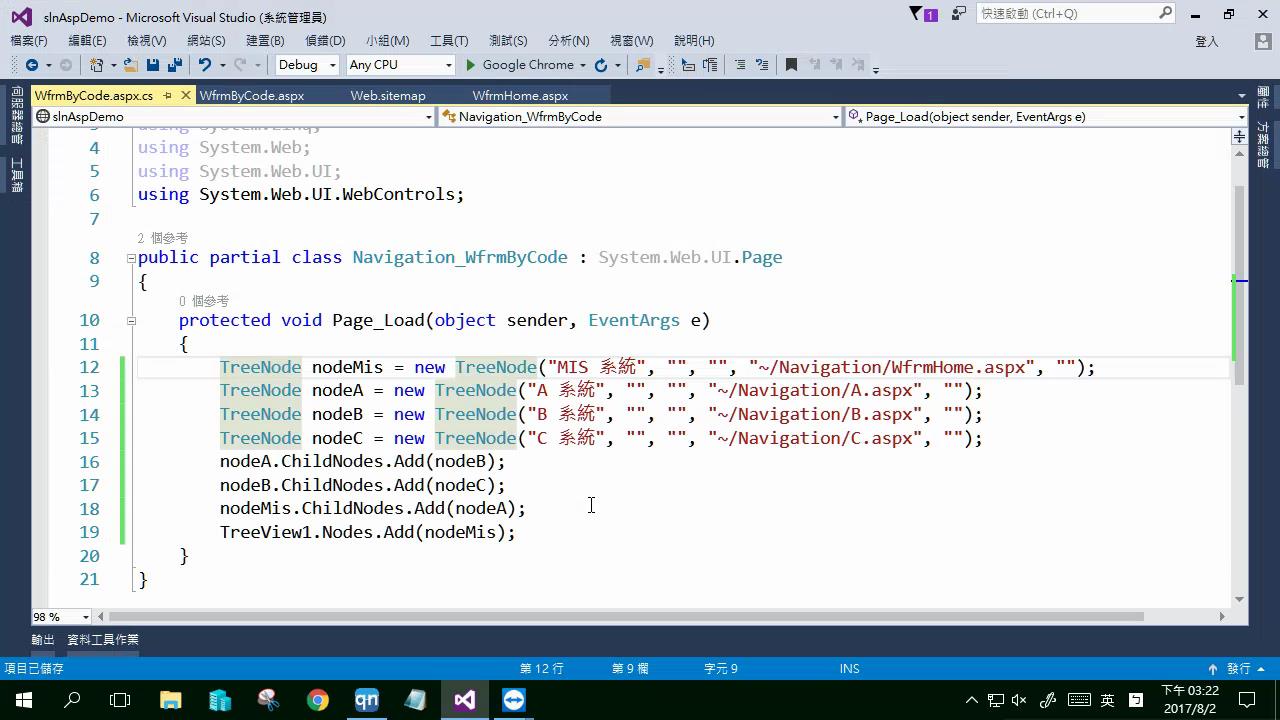 slnAspDemo - Microsoft Visual Studio (系統管理員)
1
快速啟動 (Ctrl+Q)
檔案(F) 編輯(E) 檢視(V) 網站(S) 建置(B) 偵錯(D) 小組(M) 工具(T) 測試(S) 分析(N) 視窗(W) 說明(H)
登入
Debug Any CPU Google Chrome
WfrmByCode.aspx.cs WfrmByCode.aspx Web.sitemap WfrmHome.aspx
slnAspDemo Navigation_WfrmByCode Page_Load(object sender, EventArgs e)
伺服器總管
工具箱
屬性
方案總管
3 using System.Linq;
4 using System.Web;
5 using System.Web.UI;
6 using System.Web.UI.WebControls;
7
2 個參考
8 public partial class Navigation_WfrmByCode : System.Web.UI.Page
9 {
0 個參考
10 protected void Page_Load(object sender, EventArgs e)
11 {
12 TreeNode nodeMis = new TreeNode("MIS 系統", "", "", "~/Navigation/WfrmHome.aspx", "");
13 TreeNode nodeA = new TreeNode("A 系統", "", "", "~/Navigation/A.aspx", "");
14 TreeNode nodeB = new TreeNode("B 系統", "", "", "~/Navigation/B.aspx", "");
15 TreeNode nodeC = new TreeNode("C 系統", "", "", "~/Navigation/C.aspx", "");
16 nodeA.ChildNodes.Add(nodeB);
17 nodeB.ChildNodes.Add(nodeC);
18 nodeMis.ChildNodes.Add(nodeA);
19 TreeView1.Nodes.Add(nodeMis);
20 }
21 }
98 %
輸出 資料工具作業
項目已儲存 第 12 行 第 9 欄 字元 9 INS 發行
qn
英
下午 03:22
2017/8/2